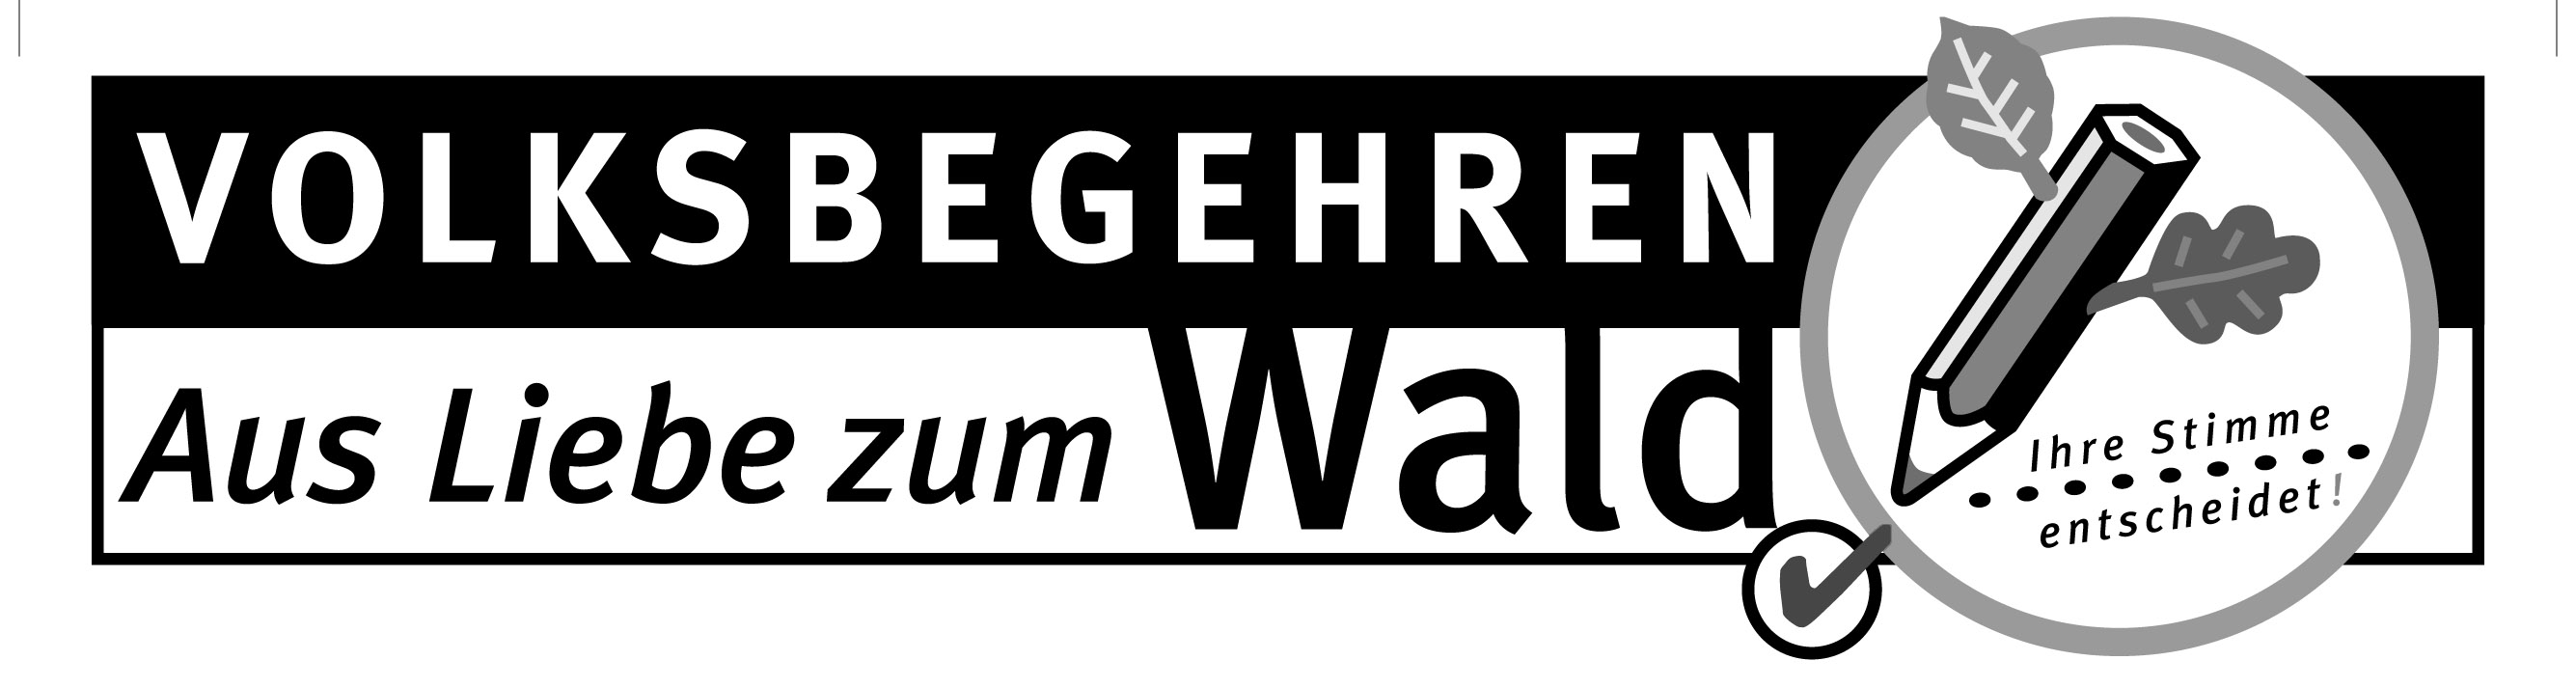 VOLKSBEGEHREN
Aus Liebe zum Wald
Ihre Stimme
entscheidet!